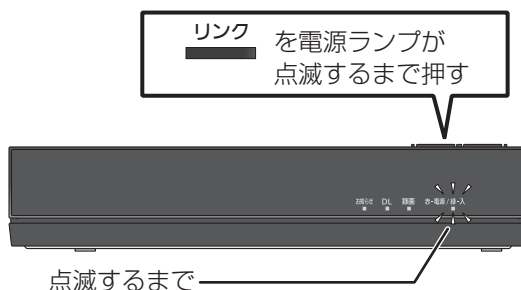 リンク
を電源ランプが
点滅するまで押す
お知らせ DL 録画 赤-電源/緑-入
点滅するまで